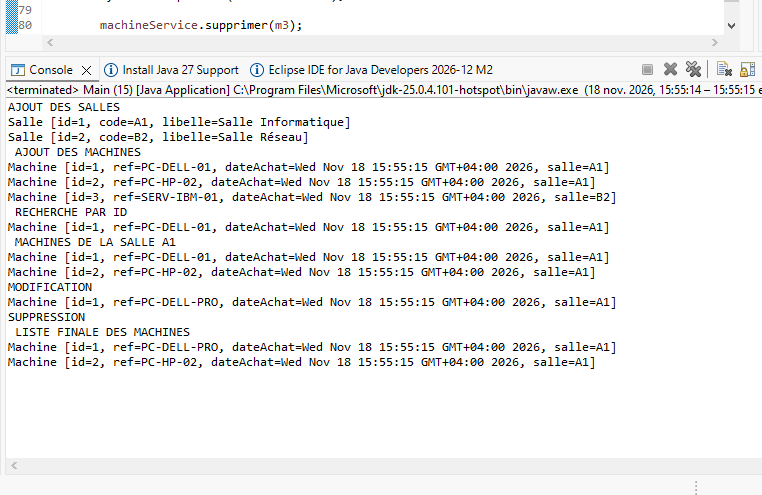 79
80 machineService.supprimer(m3);
Console Install Java 27 Support Eclipse IDE for Java Developers 2026-12 M2
<terminated> Main (15) [Java Application] C:\Program Files\Microsoft\jdk-25.0.4.101-hotspot\bin\javaw.exe (18 nov. 2026, 15:55:14 – 15:55:15 e
AJOUT DES SALLES
Salle [id=1, code=A1, libelle=Salle Informatique]
Salle [id=2, code=B2, libelle=Salle Réseau]
AJOUT DES MACHINES
Machine [id=1, ref=PC-DELL-01, dateAchat=Wed Nov 18 15:55:15 GMT+04:00 2026, salle=A1]
Machine [id=2, ref=PC-HP-02, dateAchat=Wed Nov 18 15:55:15 GMT+04:00 2026, salle=A1]
Machine [id=3, ref=SERV-IBM-01, dateAchat=Wed Nov 18 15:55:15 GMT+04:00 2026, salle=B2]
RECHERCHE PAR ID
Machine [id=1, ref=PC-DELL-01, dateAchat=Wed Nov 18 15:55:15 GMT+04:00 2026, salle=A1]
MACHINES DE LA SALLE A1
Machine [id=1, ref=PC-DELL-01, dateAchat=Wed Nov 18 15:55:15 GMT+04:00 2026, salle=A1]
Machine [id=2, ref=PC-HP-02, dateAchat=Wed Nov 18 15:55:15 GMT+04:00 2026, salle=A1]
MODIFICATION
Machine [id=1, ref=PC-DELL-PRO, dateAchat=Wed Nov 18 15:55:15 GMT+04:00 2026, salle=A1]
SUPPRESSION
LISTE FINALE DES MACHINES
Machine [id=1, ref=PC-DELL-PRO, dateAchat=Wed Nov 18 15:55:15 GMT+04:00 2026, salle=A1]
Machine [id=2, ref=PC-HP-02, dateAchat=Wed Nov 18 15:55:15 GMT+04:00 2026, salle=A1]